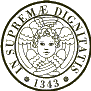 IN SUPREMÆ DIGNITATIS
· 1343 ·